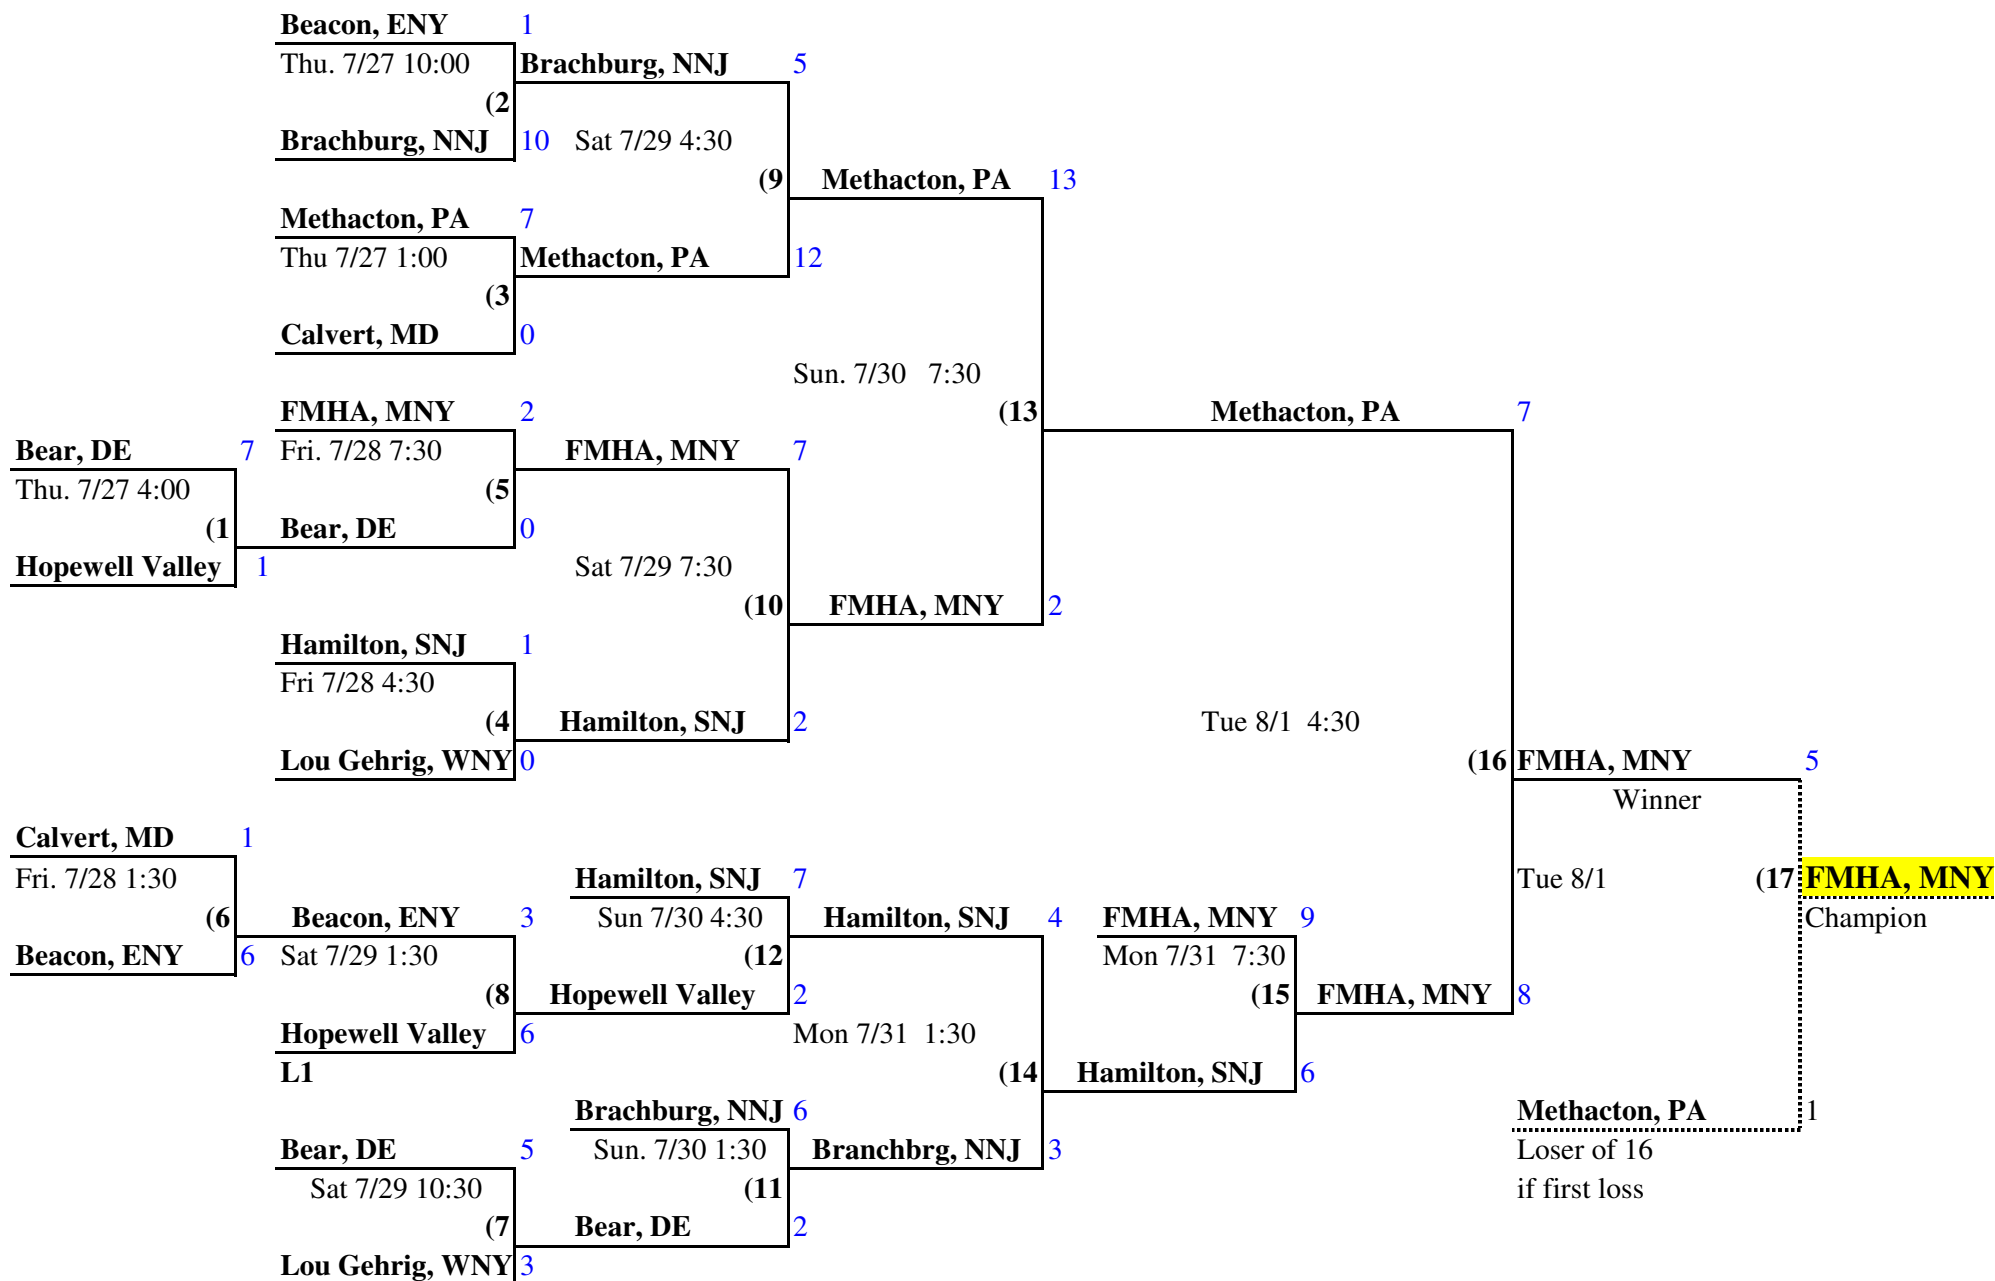 Beacon, ENY 1
Thu. 7/27 10:00 Brachburg, NNJ 5
(2
Brachburg, NNJ 10 Sat 7/29 4:30
(9 Methacton, PA 13
Methacton, PA 7
Thu 7/27 1:00 Methacton, PA 12
(3
Calvert, MD 0
Sun. 7/30 7:30
FMHA, MNY 2 (13 Methacton, PA 7
Bear, DE 7 Fri. 7/28 7:30 FMHA, MNY 7
Thu. 7/27 4:00 (5
(1 Bear, DE 0
Hopewell Valley 1 Sat 7/29 7:30
(10 FMHA, MNY 2
Hamilton, SNJ 1
Fri 7/28 4:30
(4 Hamilton, SNJ 2 Tue 8/1 4:30
Lou Gehrig, WNY 0 (16 FMHA, MNY 5
Winner
Calvert, MD 1
Fri. 7/28 1:30 Hamilton, SNJ 7 Tue 8/1 (17 FMHA, MNY
(6 Beacon, ENY 3 Sun 7/30 4:30 Hamilton, SNJ 4 FMHA, MNY 9 Champion
Beacon, ENY 6 Sat 7/29 1:30 (12 Mon 7/31 7:30
(8 Hopewell Valley 2 (15 FMHA, MNY 8
Hopewell Valley 6 Mon 7/31 1:30
L1 (14 Hamilton, SNJ 6
Brachburg, NNJ 6 Methacton, PA 1
Bear, DE 5 Sun. 7/30 1:30 Branchbrg, NNJ 3 Loser of 16
Sat 7/29 10:30 (11 if first loss
(7 Bear, DE 2
Lou Gehrig, WNY 3